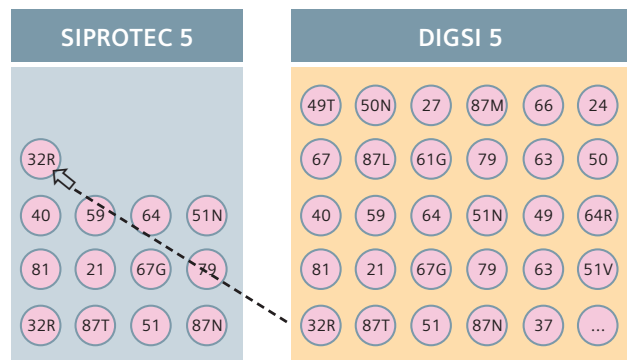 SIPROTEC 5
32R
40 59 64 51N
81 21 67G 79
32R 87T 51 87N
DIGSI 5
49T 50N 27 87M 66 24
67 87L 61G 79 63 50
40 59 64 51N 49 64R
81 21 67G 79 63 51V
32R 87T 51 87N 37 ...